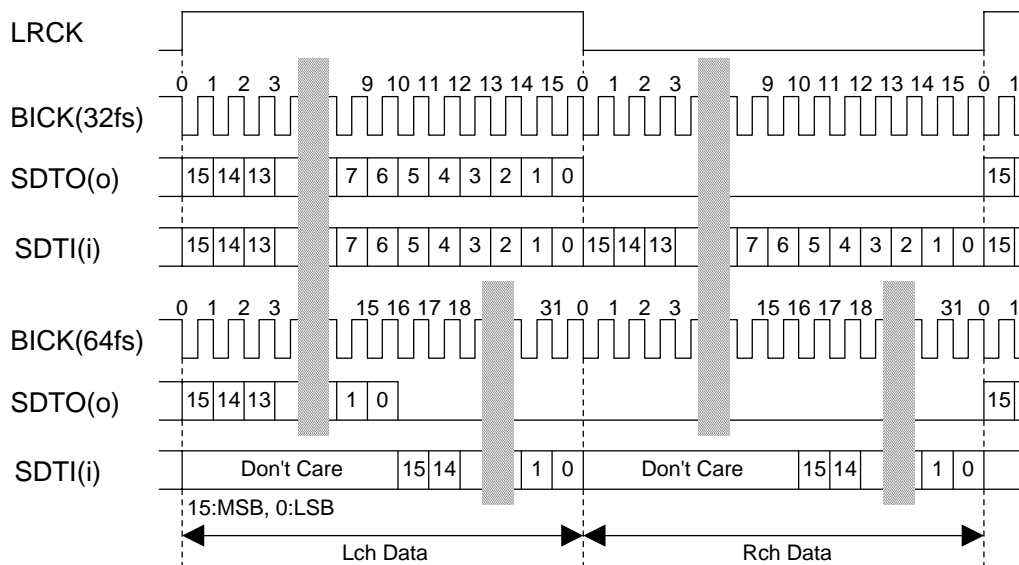 LRCK
0 1 2 3 9 10 11 12 13 14 15 0 1 2 3 9 10 11 12 13 14 15 0 1
BICK(32fs)
SDTO(o) 15 14 13 7 6 5 4 3 2 1 0 15
SDTI(i) 15 14 13 7 6 5 4 3 2 1 0 15 14 13 7 6 5 4 3 2 1 0 15
0 1 2 3 15 16 17 18 31 0 1 2 3 15 16 17 18 31 0 1
BICK(64fs)
SDTO(o) 15 14 13 1 0 15
SDTI(i) Don't Care 15 14 1 0 Don't Care 15 14 1 0
15:MSB, 0:LSB
Lch Data Rch Data